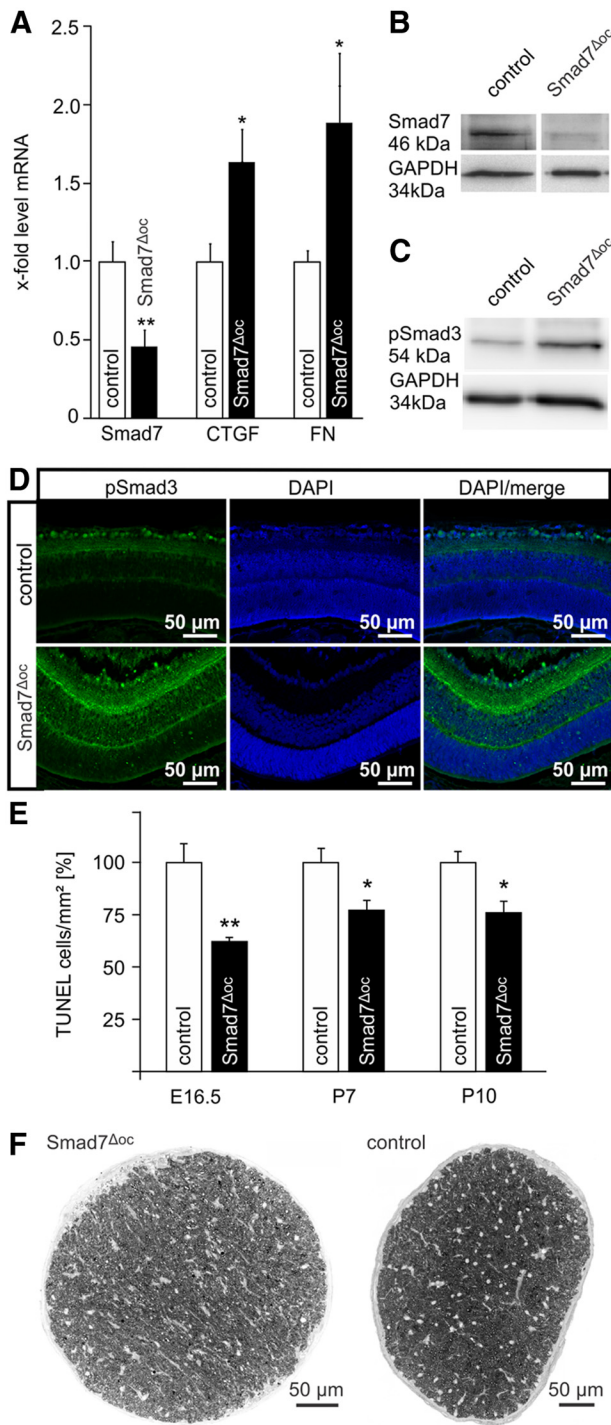 A
x-fold level mRNA
2.5
2.0
1.5
1.0
0.5
0
control
Smad7Δoc
**
control
Smad7Δoc
*
control
Smad7Δoc
*
Smad7 CTGF FN
B
control Smad7Δoc
Smad7
46 kDa
GAPDH
34kDa
C
control Smad7Δoc
pSmad3
54 kDa
GAPDH
34kDa
D
pSmad3 DAPI DAPI/merge
control
50 µm 50 µm 50 µm
Smad7Δoc
50 µm 50 µm 50 µm
E
TUNEL cells/mm² [%]
100
75
50
25
control
Smad7Δoc
**
control
Smad7Δoc
*
control
Smad7Δoc
*
E16.5 P7 P10
F
Smad7Δoc control
50 µm 50 µm